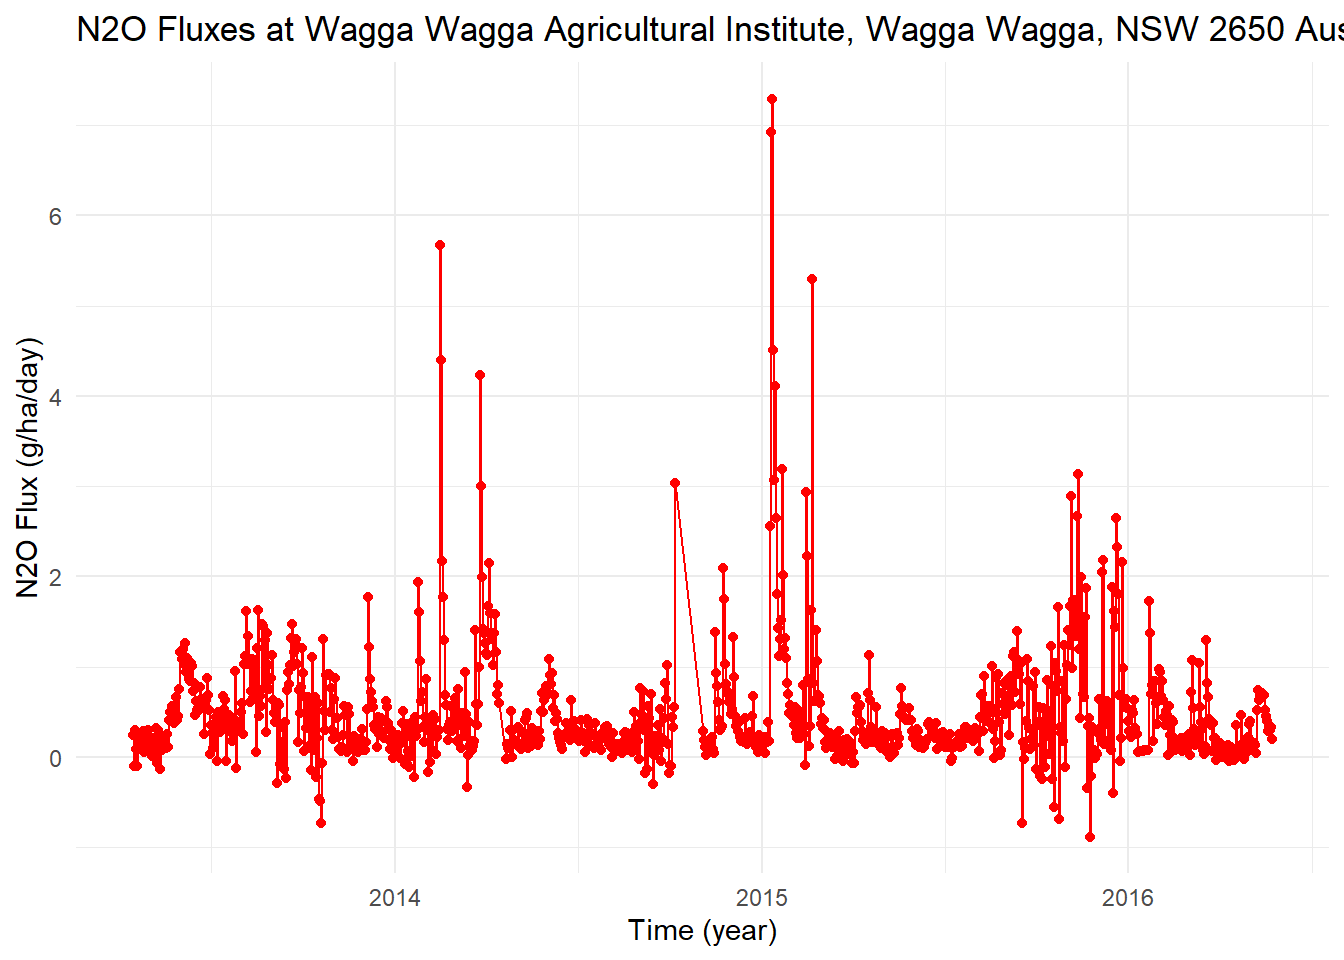 N2O Fluxes at Wagga Wagga Agricultural Institute, Wagga Wagga, NSW 2650 Aus
N2O Flux (g/ha/day)
6
4
2
0
2014
2015
2016
Time (year)